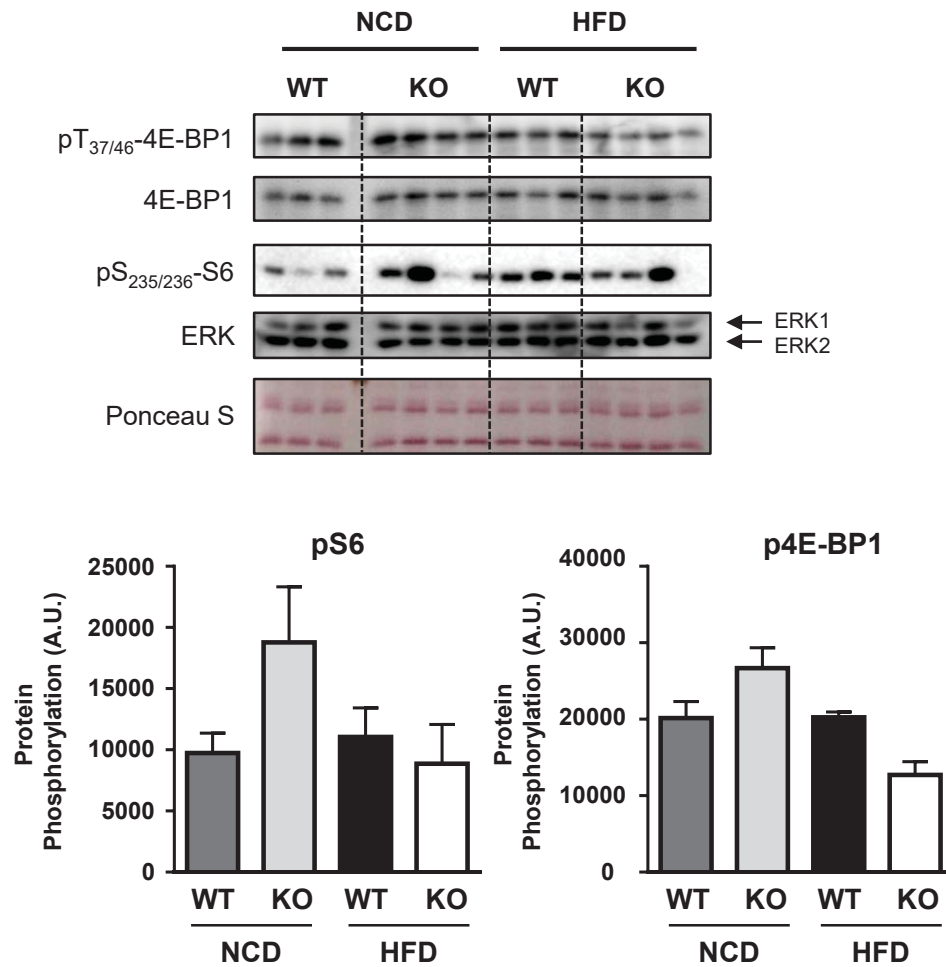 NCD HFD
WT KO WT KO
pT37/46-4E-BP1
4E-BP1
pS235/236-S6
ERK
ERK1
ERK2
Ponceau S
pS6
Protein
Phosphorylation (A.U.)
25000
20000
15000
10000
5000
0
WT KO WT KO
NCD HFD
p4E-BP1
Protein
Phosphorylation (A.U.)
40000
30000
20000
10000
0
WT KO WT KO
NCD HFD